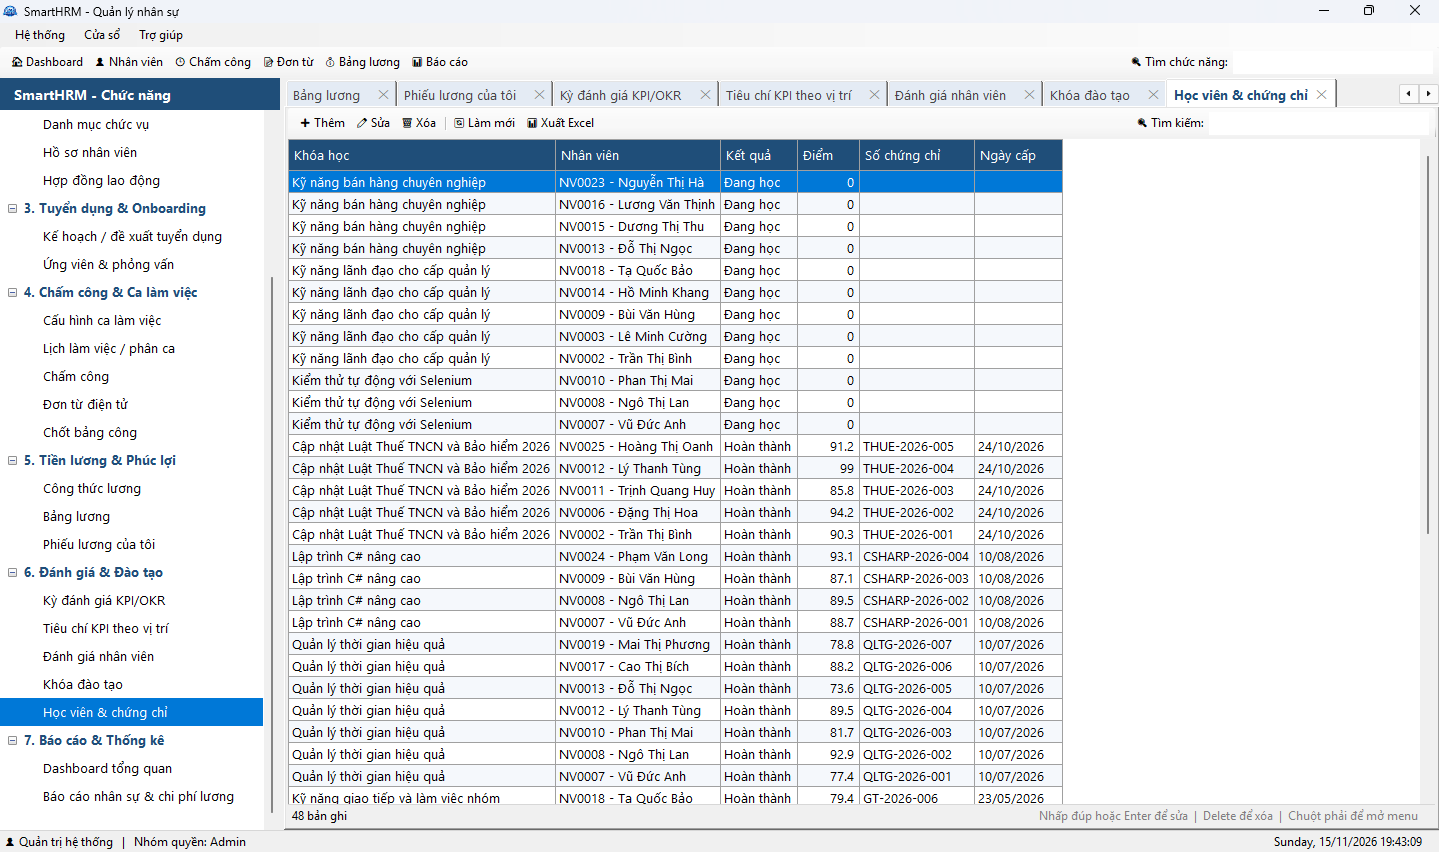 SmartHRM - Quản lý nhân sự
Hệ thống Cửa sổ Trợ giúp
Dashboard Nhân viên Chấm công Đơn từ Bảng lương Báo cáo Tìm chức năng:
SmartHRM - Chức năng
Danh mục chức vụ
Hồ sơ nhân viên
Hợp đồng lao động
3. Tuyển dụng & Onboarding
Kế hoạch / đề xuất tuyển dụng
Ứng viên & phỏng vấn
4. Chấm công & Ca làm việc
Cấu hình ca làm việc
Lịch làm việc / phân ca
Chấm công
Đơn từ điện tử
Chốt bảng công
5. Tiền lương & Phúc lợi
Công thức lương
Bảng lương
Phiếu lương của tôi
6. Đánh giá & Đào tạo
Kỳ đánh giá KPI/OKR
Tiêu chí KPI theo vị trí
Đánh giá nhân viên
Khóa đào tạo
Học viên & chứng chỉ
7. Báo cáo & Thống kê
Dashboard tổng quan
Báo cáo nhân sự & chi phí lương
Bảng lương Phiếu lương của tôi Kỳ đánh giá KPI/OKR Tiêu chí KPI theo vị trí Đánh giá nhân viên Khóa đào tạo Học viên & chứng chỉ
Thêm Sửa Xóa Làm mới Xuất Excel Tìm kiếm:
Khóa học Nhân viên Kết quả Điểm Số chứng chỉ Ngày cấp
Kỹ năng bán hàng chuyên nghiệp NV0023 - Nguyễn Thị Hà Đang học 0
Kỹ năng bán hàng chuyên nghiệp NV0016 - Lương Văn Thịnh Đang học 0
Kỹ năng bán hàng chuyên nghiệp NV0015 - Dương Thị Thu Đang học 0
Kỹ năng bán hàng chuyên nghiệp NV0013 - Đỗ Thị Ngọc Đang học 0
Kỹ năng lãnh đạo cho cấp quản lý NV0018 - Tạ Quốc Bảo Đang học 0
Kỹ năng lãnh đạo cho cấp quản lý NV0014 - Hồ Minh Khang Đang học 0
Kỹ năng lãnh đạo cho cấp quản lý NV0009 - Bùi Văn Hùng Đang học 0
Kỹ năng lãnh đạo cho cấp quản lý NV0003 - Lê Minh Cường Đang học 0
Kỹ năng lãnh đạo cho cấp quản lý NV0002 - Trần Thị Bình Đang học 0
Kiểm thử tự động với Selenium NV0010 - Phan Thị Mai Đang học 0
Kiểm thử tự động với Selenium NV0008 - Ngô Thị Lan Đang học 0
Kiểm thử tự động với Selenium NV0007 - Vũ Đức Anh Đang học 0
Cập nhật Luật Thuế TNCN và Bảo hiểm 2026 NV0025 - Hoàng Thị Oanh Hoàn thành 91.2 THUE-2026-005 24/10/2026
Cập nhật Luật Thuế TNCN và Bảo hiểm 2026 NV0012 - Lý Thanh Tùng Hoàn thành 99 THUE-2026-004 24/10/2026
Cập nhật Luật Thuế TNCN và Bảo hiểm 2026 NV0011 - Trịnh Quang Huy Hoàn thành 85.8 THUE-2026-003 24/10/2026
Cập nhật Luật Thuế TNCN và Bảo hiểm 2026 NV0006 - Đặng Thị Hoa Hoàn thành 94.2 THUE-2026-002 24/10/2026
Cập nhật Luật Thuế TNCN và Bảo hiểm 2026 NV0002 - Trần Thị Bình Hoàn thành 90.3 THUE-2026-001 24/10/2026
Lập trình C# nâng cao NV0024 - Phạm Văn Long Hoàn thành 93.1 CSHARP-2026-004 10/08/2026
Lập trình C# nâng cao NV0009 - Bùi Văn Hùng Hoàn thành 87.1 CSHARP-2026-003 10/08/2026
Lập trình C# nâng cao NV0008 - Ngô Thị Lan Hoàn thành 89.5 CSHARP-2026-002 10/08/2026
Lập trình C# nâng cao NV0007 - Vũ Đức Anh Hoàn thành 88.7 CSHARP-2026-001 10/08/2026
Quản lý thời gian hiệu quả NV0019 - Mai Thị Phương Hoàn thành 78.8 QLTG-2026-007 10/07/2026
Quản lý thời gian hiệu quả NV0017 - Cao Thị Bích Hoàn thành 88.2 QLTG-2026-006 10/07/2026
Quản lý thời gian hiệu quả NV0013 - Đỗ Thị Ngọc Hoàn thành 73.6 QLTG-2026-005 10/07/2026
Quản lý thời gian hiệu quả NV0012 - Lý Thanh Tùng Hoàn thành 89.5 QLTG-2026-004 10/07/2026
Quản lý thời gian hiệu quả NV0010 - Phan Thị Mai Hoàn thành 81.7 QLTG-2026-003 10/07/2026
Quản lý thời gian hiệu quả NV0008 - Ngô Thị Lan Hoàn thành 92.9 QLTG-2026-002 10/07/2026
Quản lý thời gian hiệu quả NV0007 - Vũ Đức Anh Hoàn thành 77.4 QLTG-2026-001 10/07/2026
Kỹ năng giao tiếp và làm việc nhóm NV0018 - Tạ Quốc Bảo Hoàn thành 79.4 GT-2026-006 23/05/2026
48 bản ghi Nhấp đúp hoặc Enter để sửa | Delete để xóa | Chuột phải để mở menu
Quản trị hệ thống | Nhóm quyền: Admin Sunday, 15/11/2026 19:43:09